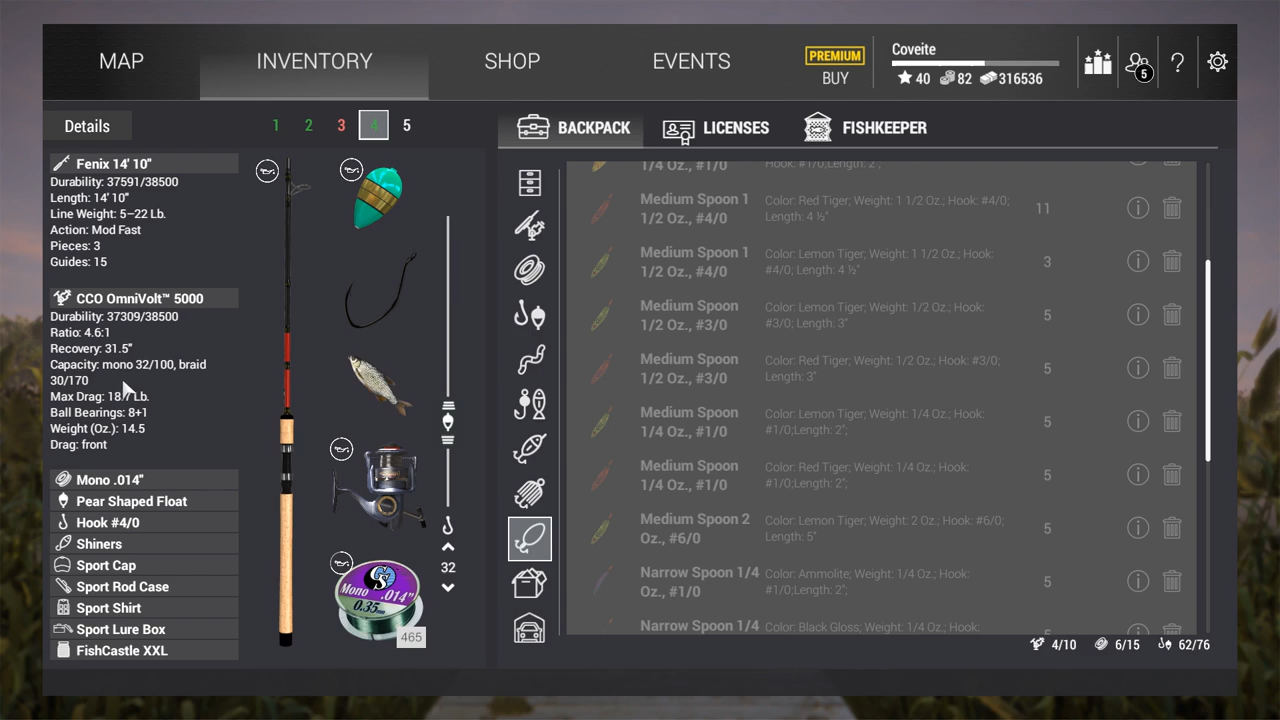 MAP
INVENTORY
SHOP
EVENTS
PREMIUM
BUY
Coveite
40 82 316536
5
?
Details
1 2 3 4 5
BACKPACK
LICENSES
FISHKEEPER
Fenix 14' 10"
Durability: 37591/38500
Length: 14' 10"
Line Weight: 5–22 Lb.
Action: Mod Fast
Pieces: 3
Guides: 15
CCO OmniVolt™ 5000
Durability: 37309/38500
Ratio: 4.6:1
Recovery: 31.5"
Capacity: mono 32/100, braid
30/170
Max Drag: Lb.
Ball Bearings: 8+1
Weight (Oz.): 14.5
Drag: front
Mono .014"
Pear Shaped Float
Hook #4/0
Shiners
Sport Cap
Sport Rod Case
Sport Shirt
Sport Lure Box
FishCastle XXL
32
Mono .014"
0.35mm
465
1/4 Oz., #1/0
Hook: #1/0;Length: 2";
Medium Spoon 1
1/2 Oz., #4/0
Color: Red Tiger; Weight: 1 1/2 Oz.; Hook: #4/0;
Length: 4 ½"
11
Medium Spoon 1
1/2 Oz., #4/0
Color: Lemon Tiger; Weight: 1 1/2 Oz.; Hook:
#4/0; Length: 4 ½"
3
Medium Spoon
1/2 Oz., #3/0
Color: Lemon Tiger; Weight: 1/2 Oz.; Hook:
#3/0; Length: 3"
5
Medium Spoon
1/2 Oz., #3/0
Color: Red Tiger; Weight: 1/2 Oz.; Hook: #3/0;
Length: 3"
5
Medium Spoon
1/4 Oz., #1/0
Color: Lemon Tiger; Weight: 1/4 Oz.; Hook:
#1/0;Length: 2";
5
Medium Spoon
1/4 Oz., #1/0
Color: Red Tiger; Weight: 1/4 Oz.; Hook:
#1/0;Length: 2";
5
Medium Spoon 2
Oz., #6/0
Color: Lemon Tiger; Weight: 2 Oz.; Hook: #6/0;
Length: 5"
5
Narrow Spoon 1/4
Oz., #1/0
Color: Ammolite; Weight: 1/4 Oz.; Hook:
#1/0;Length: 2";
5
Narrow Spoon 1/4
Color: Black Gloss; Weight: 1/4 Oz.; Hook:
4/10 6/15 62/76